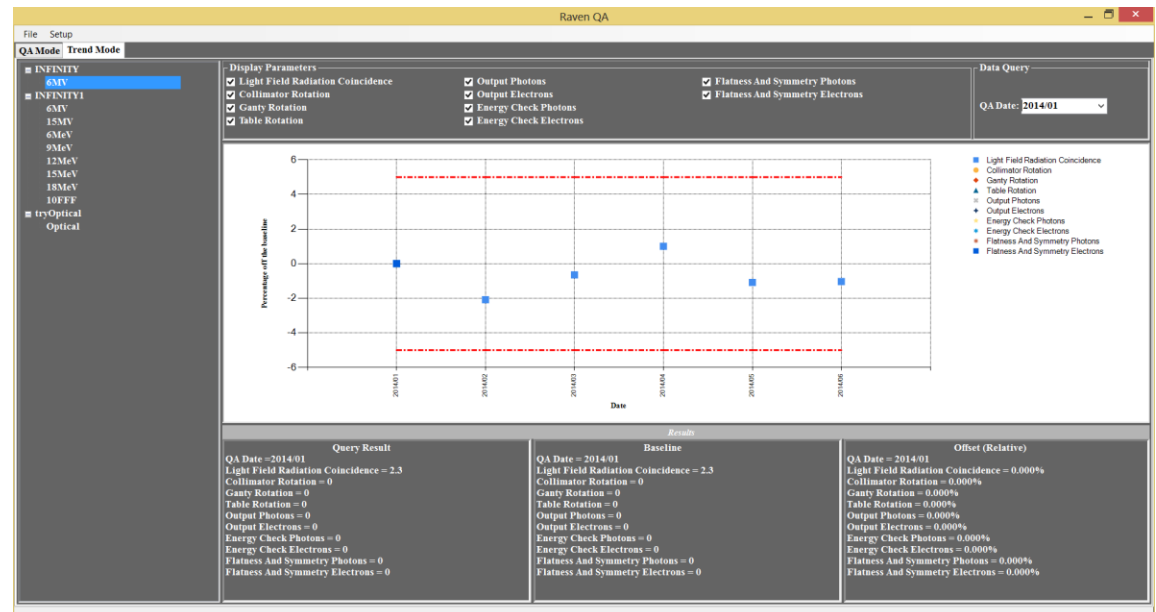 Raven QA
File Setup
QA Mode Trend Mode
INFINITY
6MV
INFINITY1
6MV
15MV
6MeV
9MeV
12MeV
15MeV
18MeV
10FFF
tryOptical
Optical
Display Parameters
Light Field Radiation Coincidence
Collimator Rotation
Ganty Rotation
Table Rotation
Output Photons
Output Electrons
Energy Check Photons
Energy Check Electrons
Flatness And Symmetry Photons
Flatness And Symmetry Electrons
Data Query
QA Date: 2014/01
Percentage off the baseline
6
4
2
0
-2
-4
-6
2014/01
2014/02
2014/03
2014/04
2014/05
2014/06
Date
Light Field Radiation Coincidence
Collimator Rotation
Ganty Rotation
Table Rotation
Output Photons
Output Electrons
Energy Check Photons
Energy Check Electrons
Flatness And Symmetry Photons
Flatness And Symmetry Electrons
Results
Query Result
QA Date =2014/01
Light Field Radiation Coincidence = 2.3
Collimator Rotation = 0
Ganty Rotation = 0
Table Rotation = 0
Output Photons = 0
Output Electrons = 0
Energy Check Photons = 0
Energy Check Electrons = 0
Flatness And Symmetry Photons = 0
Flatness And Symmetry Electrons = 0
Baseline
QA Date = 2014/01
Light Field Radiation Coincidence = 2.3
Collimator Rotation = 0
Ganty Rotation = 0
Table Rotation = 0
Output Photons = 0
Output Electrons = 0
Energy Check Photons = 0
Energy Check Electrons = 0
Flatness And Symmetry Photons = 0
Flatness And Symmetry Electrons = 0
Offset (Relative)
QA Date = 2014/01
Light Field Radiation Coincidence = 0.000%
Collimator Rotation = 0.000%
Ganty Rotation = 0.000%
Table Rotation = 0.000%
Output Photons = 0.000%
Output Electrons = 0.000%
Energy Check Photons = 0.000%
Energy Check Electrons = 0.000%
Flatness And Symmetry Photons = 0.000%
Flatness And Symmetry Electrons = 0.000%